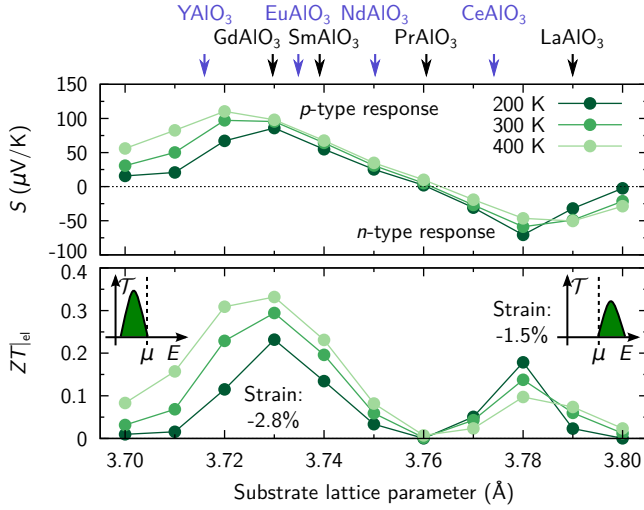 YAlO3 EuAlO3 NdAlO3 CeAlO3
GdAlO3 SmAlO3 PrAlO3 LaAlO3
150
100
50
0
-50
-100
S (μV/K)
p-type response
n-type response
200 K
300 K
400 K
0.4
0.3
0.2
0.1
0
ZT|el
𝒯
μ E
Strain:
-2.8%
Strain:
-1.5%
𝒯
μ E
3.70 3.72 3.74 3.76 3.78 3.80
Substrate lattice parameter (Å)